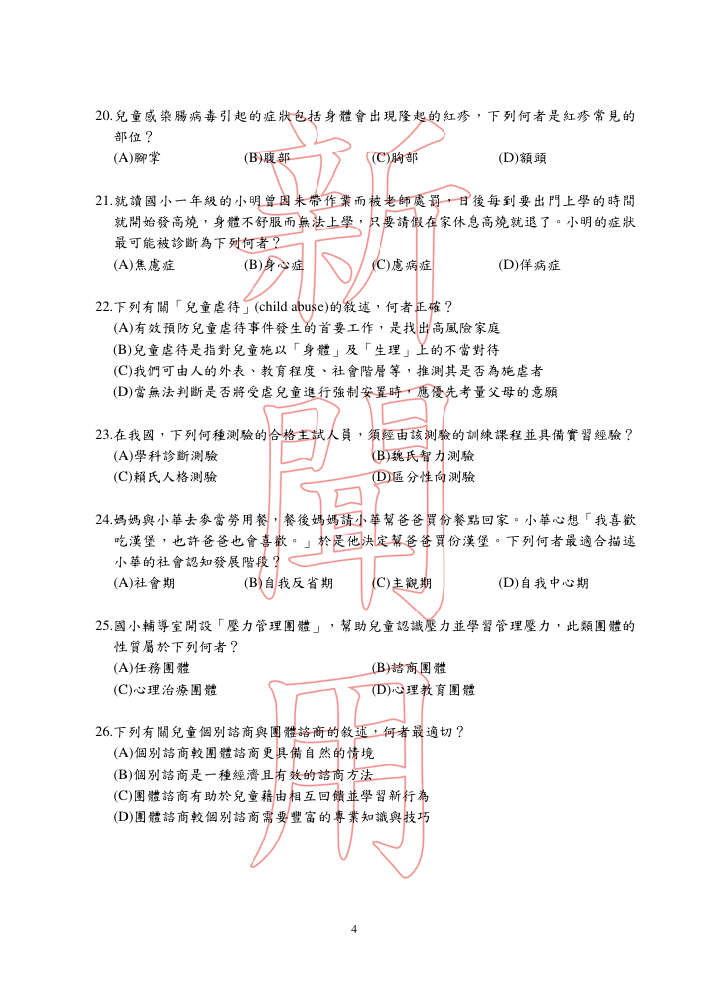 20.兒童感染腸病毒引起的症狀包括身體會出現隆起的紅疹，下列何者是紅疹常見的
部位？
(A)腳掌 (B)腹部 (C)胸部 (D)額頭
21.就讀國小一年級的小明曾因未帶作業而被老師處罰，日後每到要出門上學的時間
就開始發高燒，身體不舒服而無法上學，只要請假在家休息高燒就退了。小明的症狀
最可能被診斷為下列何者？
(A)焦慮症 (B)身心症 (C)慮病症 (D)佯病症
22.下列有關「兒童虐待」(child abuse)的敘述，何者正確？
(A)有效預防兒童虐待事件發生的首要工作，是找出高風險家庭
(B)兒童虐待是指對兒童施以「身體」及「生理」上的不當對待
(C)我們可由人的外表、教育程度、社會階層等，推測其是否為施虐者
(D)當無法判斷是否將受虐兒童進行強制安置時，應優先考量父母的意願
23.在我國，下列何種測驗的合格主試人員，須經由該測驗的訓練課程並具備實習經驗？
(A)學科診斷測驗 (B)魏氏智力測驗
(C)賴氏人格測驗 (D)區分性向測驗
24.媽媽與小華去麥當勞用餐，餐後媽媽請小華幫爸爸買份餐點回家。小華心想「我喜歡
吃漢堡，也許爸爸也會喜歡。」於是他決定幫爸爸買份漢堡。下列何者最適合描述
小華的社會認知發展階段？
(A)社會期 (B)自我反省期 (C)主觀期 (D)自我中心期
25.國小輔導室開設「壓力管理團體」，幫助兒童認識壓力並學習管理壓力，此類團體的
性質屬於下列何者？
(A)任務團體 (B)諮商團體
(C)心理治療團體 (D)心理教育團體
26.下列有關兒童個別諮商與團體諮商的敘述，何者最適切？
(A)個別諮商較團體諮商更具備自然的情境
(B)個別諮商是一種經濟且有效的諮商方法
(C)團體諮商有助於兒童藉由相互回饋並學習新行為
(D)團體諮商較個別諮商需要豐富的專業知識與技巧
新聞用
4